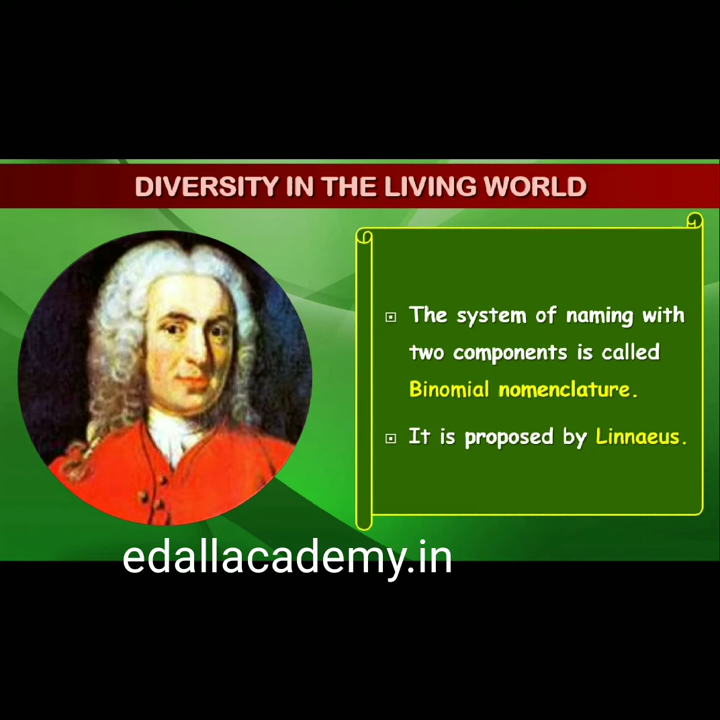 DIVERSITY IN THE LIVING WORLD
The system of naming with
two components is called
Binomial nomenclature.
It is proposed by Linnaeus.
edallacademy.in